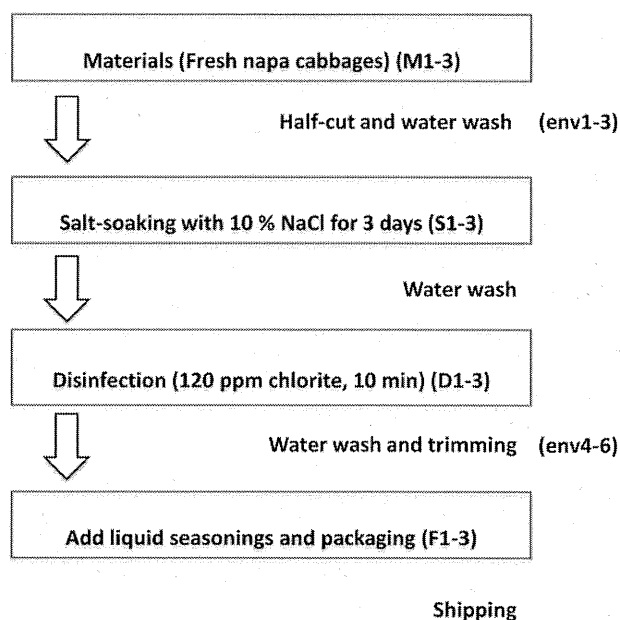 Materials (Fresh napa cabbages) (M1-3)
Half-cut and water wash (env1-3)
Salt-soaking with 10 % NaCl for 3 days (S1-3)
Water wash
Disinfection (120 ppm chlorite, 10 min) (D1-3)
Water wash and trimming (env4-6)
Add liquid seasonings and packaging (F1-3)
Shipping